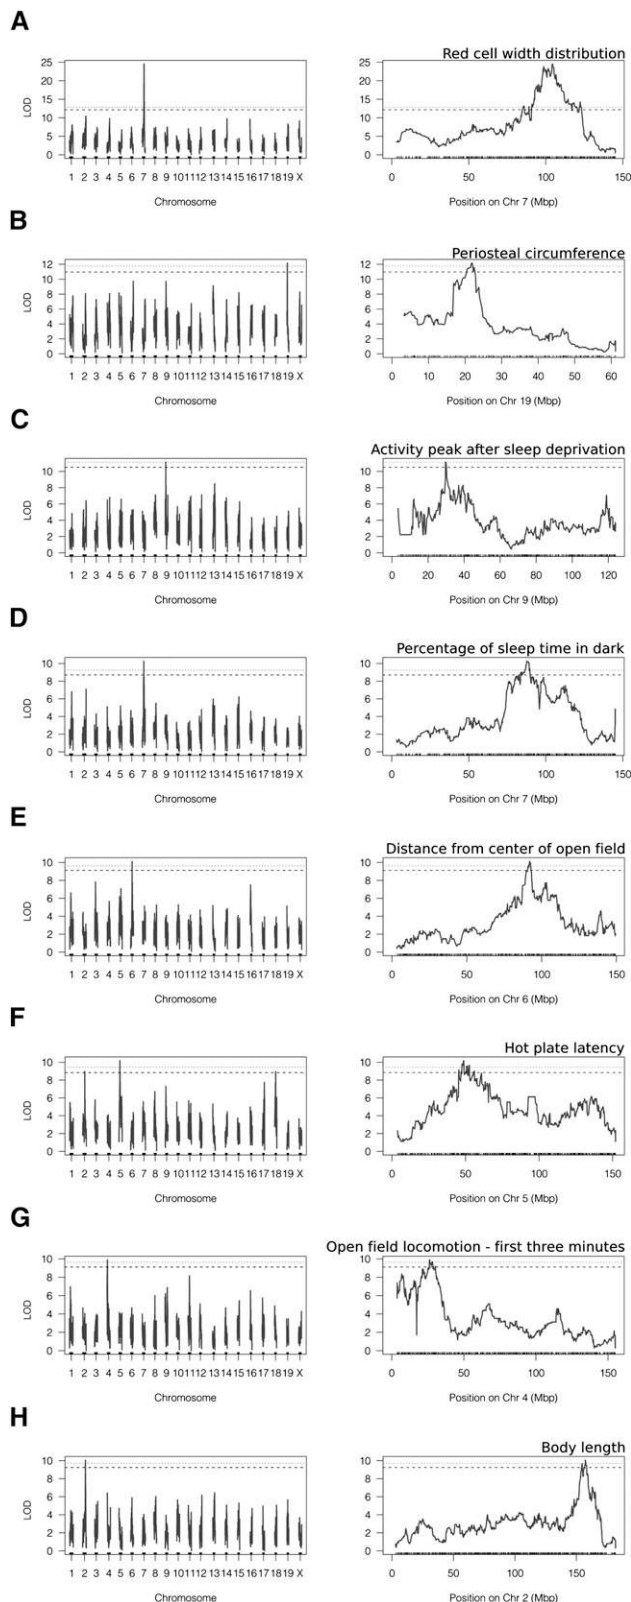 A
Red cell width distribution
25
20
15
10
5
0
LOD
1 2 3 4 5 6 7 8 9 10 11 12 13 14 15 16 17 18 19 X
Chromosome
25
20
15
10
5
0
0 50 100 150
Position on Chr 7 (Mbp)
B
Periosteal circumference
12
10
8
6
4
2
0
LOD
1 2 3 4 5 6 7 8 9 10 11 12 13 14 15 16 17 18 19 X
Chromosome
12
10
8
6
4
2
0
0 10 20 30 40 50 60
Position on Chr 19 (Mbp)
C
Activity peak after sleep deprivation
10
8
6
4
2
0
LOD
1 2 3 4 5 6 7 8 9 10 11 12 13 14 15 16 17 18 19 X
Chromosome
10
8
6
4
2
0
0 20 40 60 80 100 120
Position on Chr 9 (Mbp)
D
Percentage of sleep time in dark
10
8
6
4
2
0
LOD
1 2 3 4 5 6 7 8 9 10 11 12 13 14 15 16 17 18 19 X
Chromosome
10
8
6
4
2
0
0 50 100 150
Position on Chr 7 (Mbp)
E
Distance from center of open field
10
8
6
4
2
0
LOD
1 2 3 4 5 6 7 8 9 10 11 12 13 14 15 16 17 18 19 X
Chromosome
10
8
6
4
2
0
0 50 100 150
Position on Chr 6 (Mbp)
F
Hot plate latency
10
8
6
4
2
0
LOD
1 2 3 4 5 6 7 8 9 10 11 12 13 14 15 16 17 18 19 X
Chromosome
10
8
6
4
2
0
0 50 100 150
Position on Chr 5 (Mbp)
G
Open field locomotion - first three minutes
10
8
6
4
2
0
LOD
1 2 3 4 5 6 7 8 9 10 11 12 13 14 15 16 17 18 19 X
Chromosome
10
8
6
4
2
0
0 50 100 150
Position on Chr 4 (Mbp)
H
Body length
10
8
6
4
2
0
LOD
1 2 3 4 5 6 7 8 9 10 11 12 13 14 15 16 17 18 19 X
Chromosome
10
8
6
4
2
0
0 50 100 150
Position on Chr 2 (Mbp)